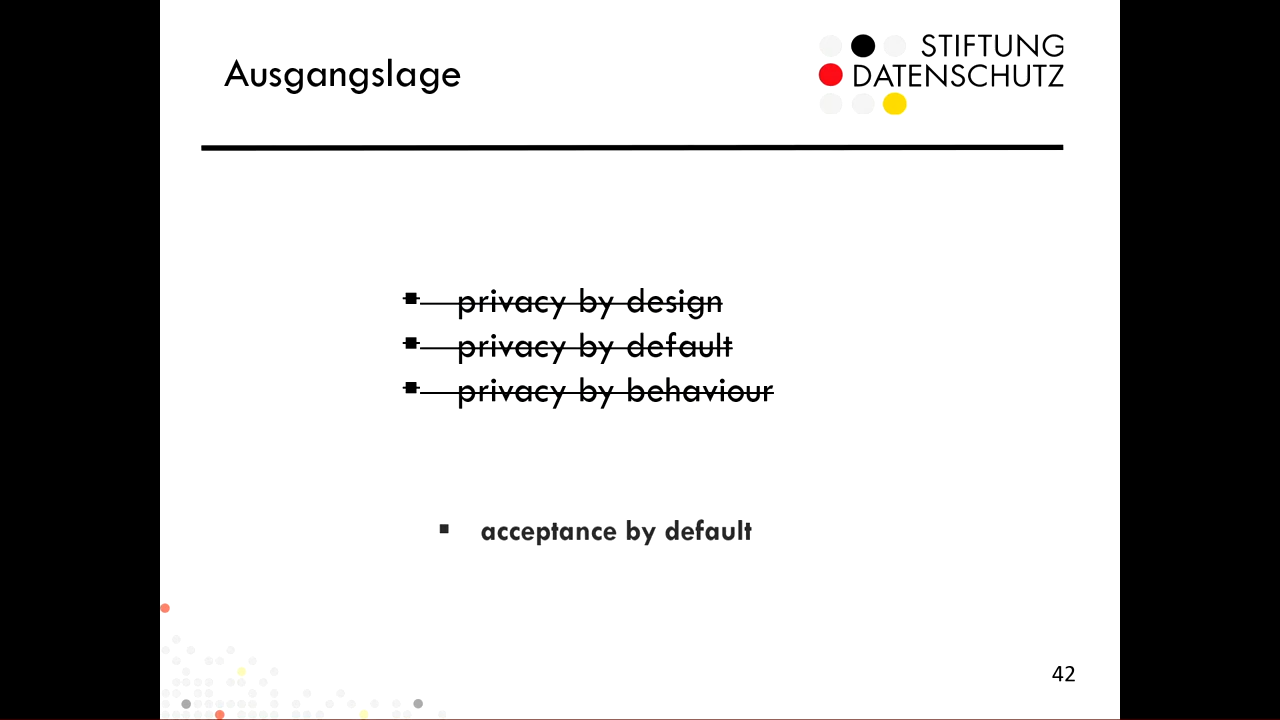 Ausgangslage
STIFTUNG
DATENSCHUTZ
▪ privacy by design
▪ privacy by default
▪ privacy by behaviour
▪ acceptance by default
42